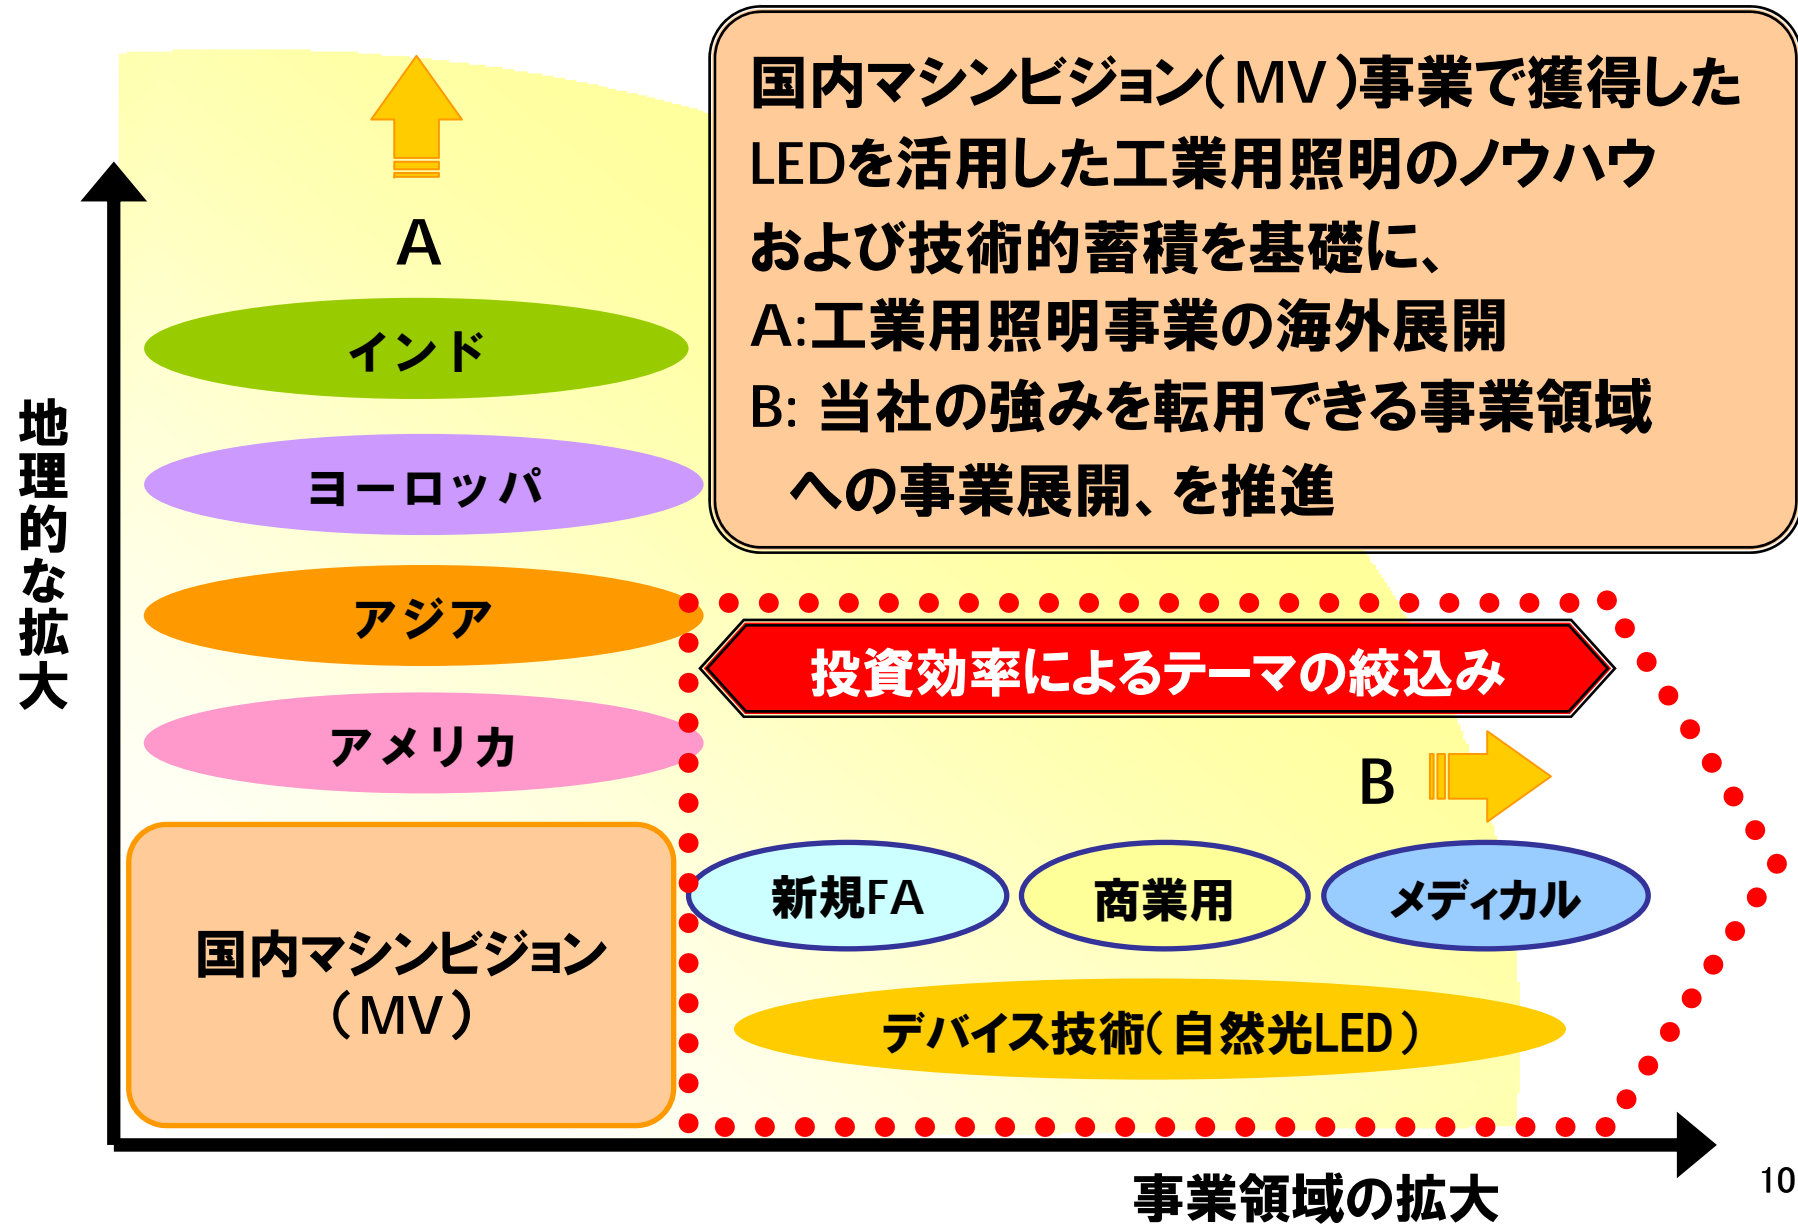 国内マシンビジョン(MV)事業で獲得した
LEDを活用した工業用照明のノウハウ
および技術的蓄積を基礎に、
A:工業用照明事業の海外展開
B: 当社の強みを転用できる事業領域
への事業展開、を推進
A
インド
ヨーロッパ
アジア
アメリカ
地理的な拡大
投資効率によるテーマの絞込み
B
新規FA
商業用
メディカル
国内マシンビジョン
(MV)
デバイス技術(自然光LED)
事業領域の拡大
10